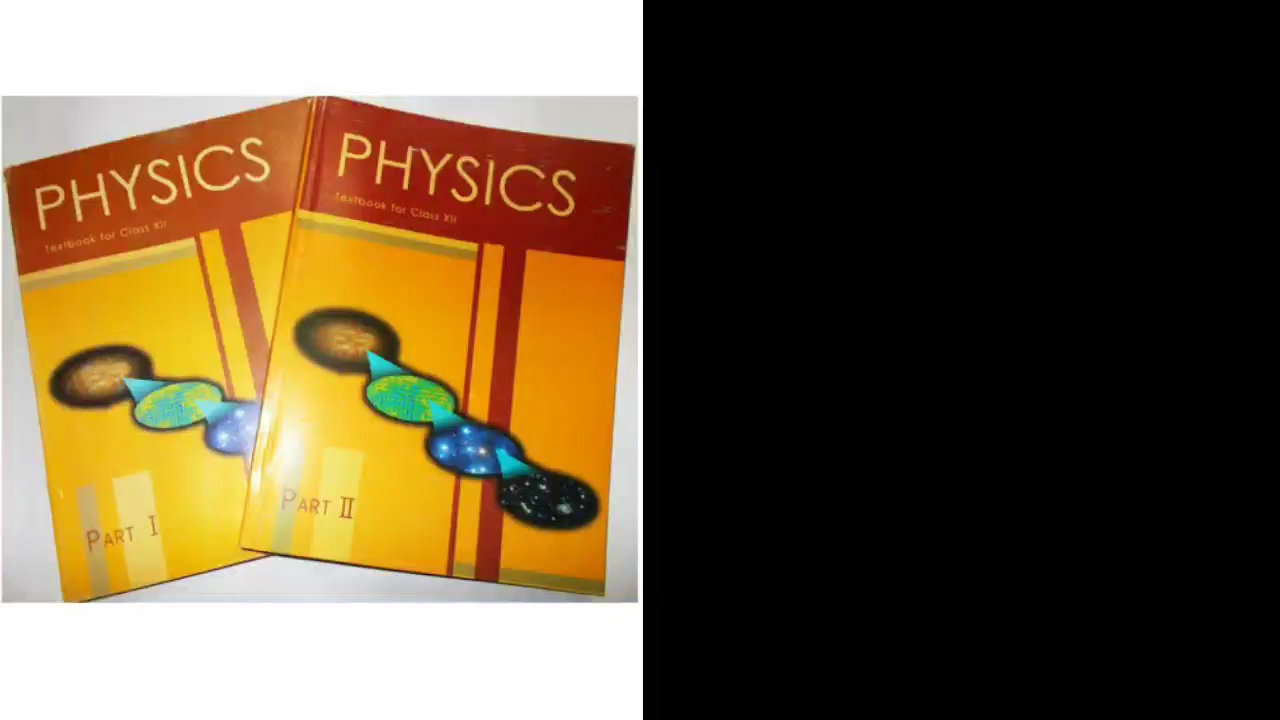 PHYSICS
Textbook for Class XII
PART I
PHYSICS
Textbook for Class XII
PART II